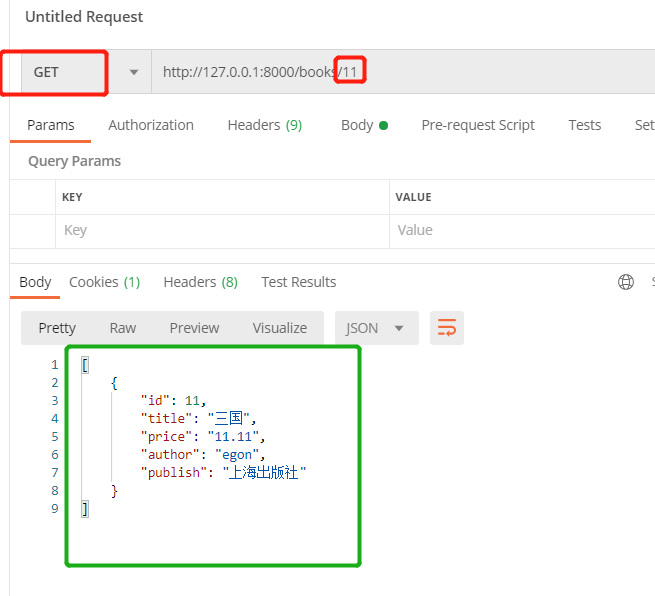 Untitled Request
GET http://127.0.0.1:8000/books/11
Params Authorization Headers (9) Body Pre-request Script Tests Set
Query Params
KEY VALUE
Key Value
Body Cookies (1) Headers (8) Test Results
Pretty Raw Preview Visualize JSON
1 [
2 {
3 "id": 11,
4 "title": "三国",
5 "price": "11.11",
6 "author": "egon",
7 "publish": "上海出版社"
8 }
9 ]